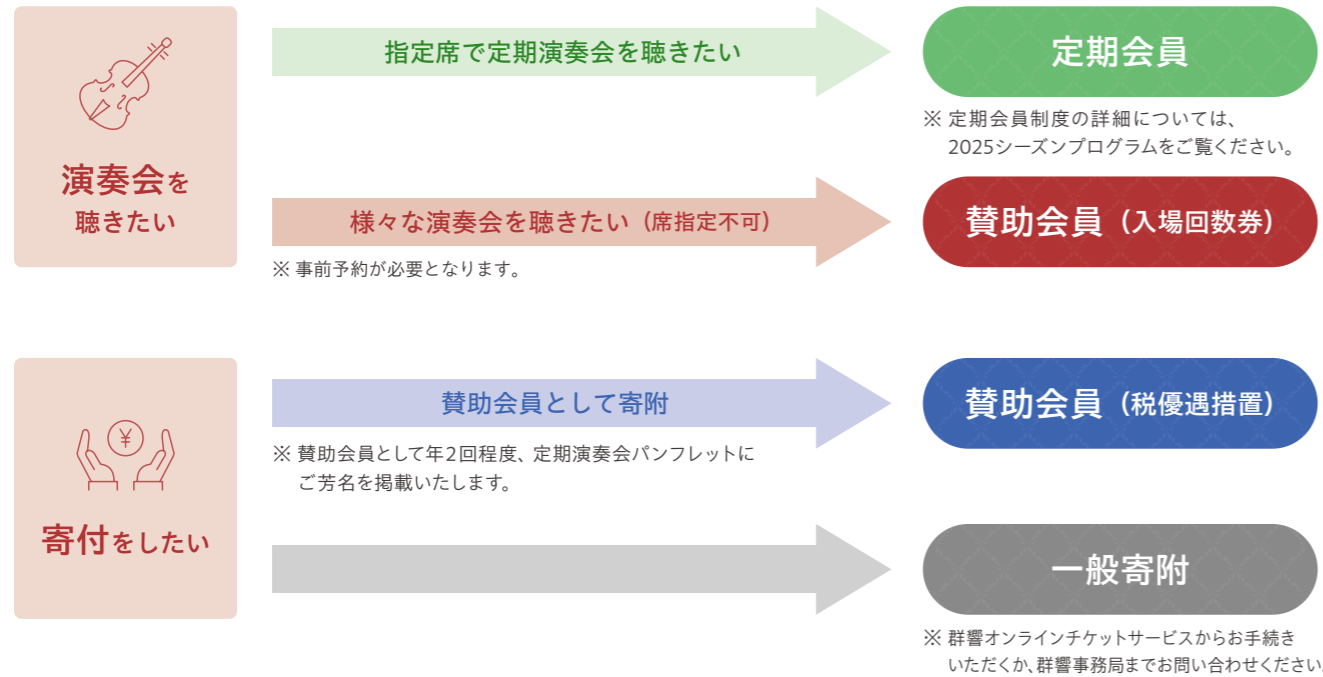 演奏会を
聴きたい
指定席で定期演奏会を聴きたい
定期会員
※ 定期会員制度の詳細については、
2025シーズンプログラムをご覧ください。
様々な演奏会を聴きたい（席指定不可）
※ 事前予約が必要となります。
賛助会員（入場回数券）
¥
寄付をしたい
賛助会員として寄附
※ 賛助会員として年2回程度、定期演奏会パンフレットに
ご芳名を掲載いたします。
賛助会員（税優遇措置）
一般寄附
※ 群響オンラインチケットサービスからお手続き
いただくか、群響事務局までお問い合わせください。